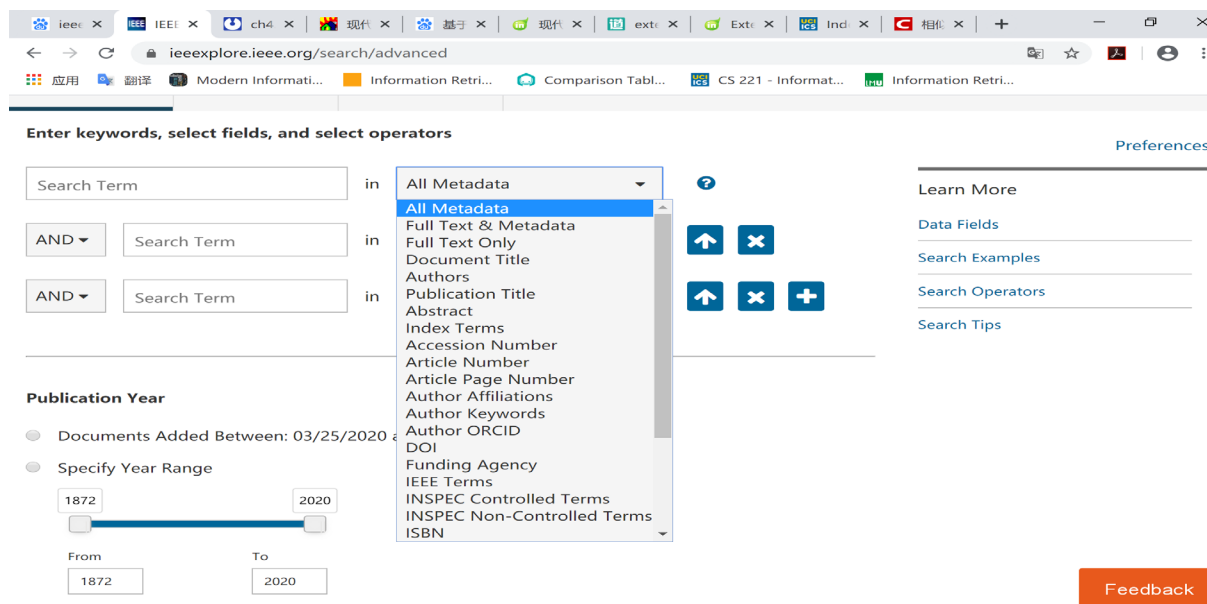 ieee
IEEE IEEE
ch4
现代
基于
现代
exte
Exte
UCI ICS Ind
C 相似
ieeexplore.ieee.org/search/advanced
应用
翻译
Modern Informati...
Information Retri...
Comparison Tabl...
UCI ICS CS 221 - Informat...
IMU Information Retri...
Enter keywords, select fields, and select operators
Preferences
Search Term
in
All Metadata
?
Learn More
All Metadata
Full Text & Metadata
Full Text Only
Document Title
Authors
Publication Title
Abstract
Index Terms
Accession Number
Article Number
Article Page Number
Author Affiliations
Author Keywords
Author ORCID
DOI
Funding Agency
IEEE Terms
INSPEC Controlled Terms
INSPEC Non-Controlled Terms
ISBN
AND
Search Term
in
AND
Search Term
in
Data Fields
Search Examples
Search Operators
Search Tips
Publication Year
Documents Added Between: 03/25/2020 a
Specify Year Range
1872
2020
From
To
1872
2020
Feedback